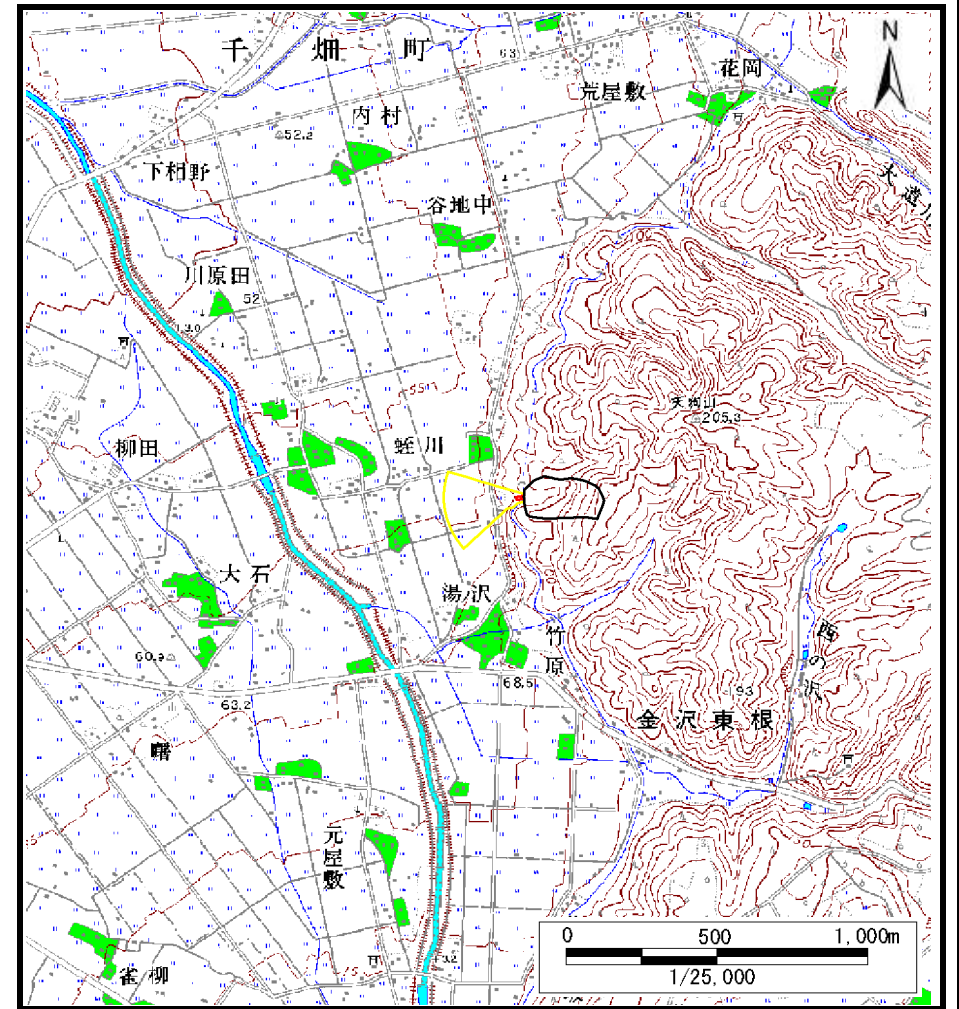 N
千畑町
63
花岡
荒屋敷
内村
52.2
下相野
谷地中
川原田
52
天狗山
205.3
蛭川
柳田
大石
湯ノ沢
竹原
西の沢
60.9
68.5
63.2
93
金沢東根
曙
元屋敷
雀柳
0 500 1,000m
1/25,000